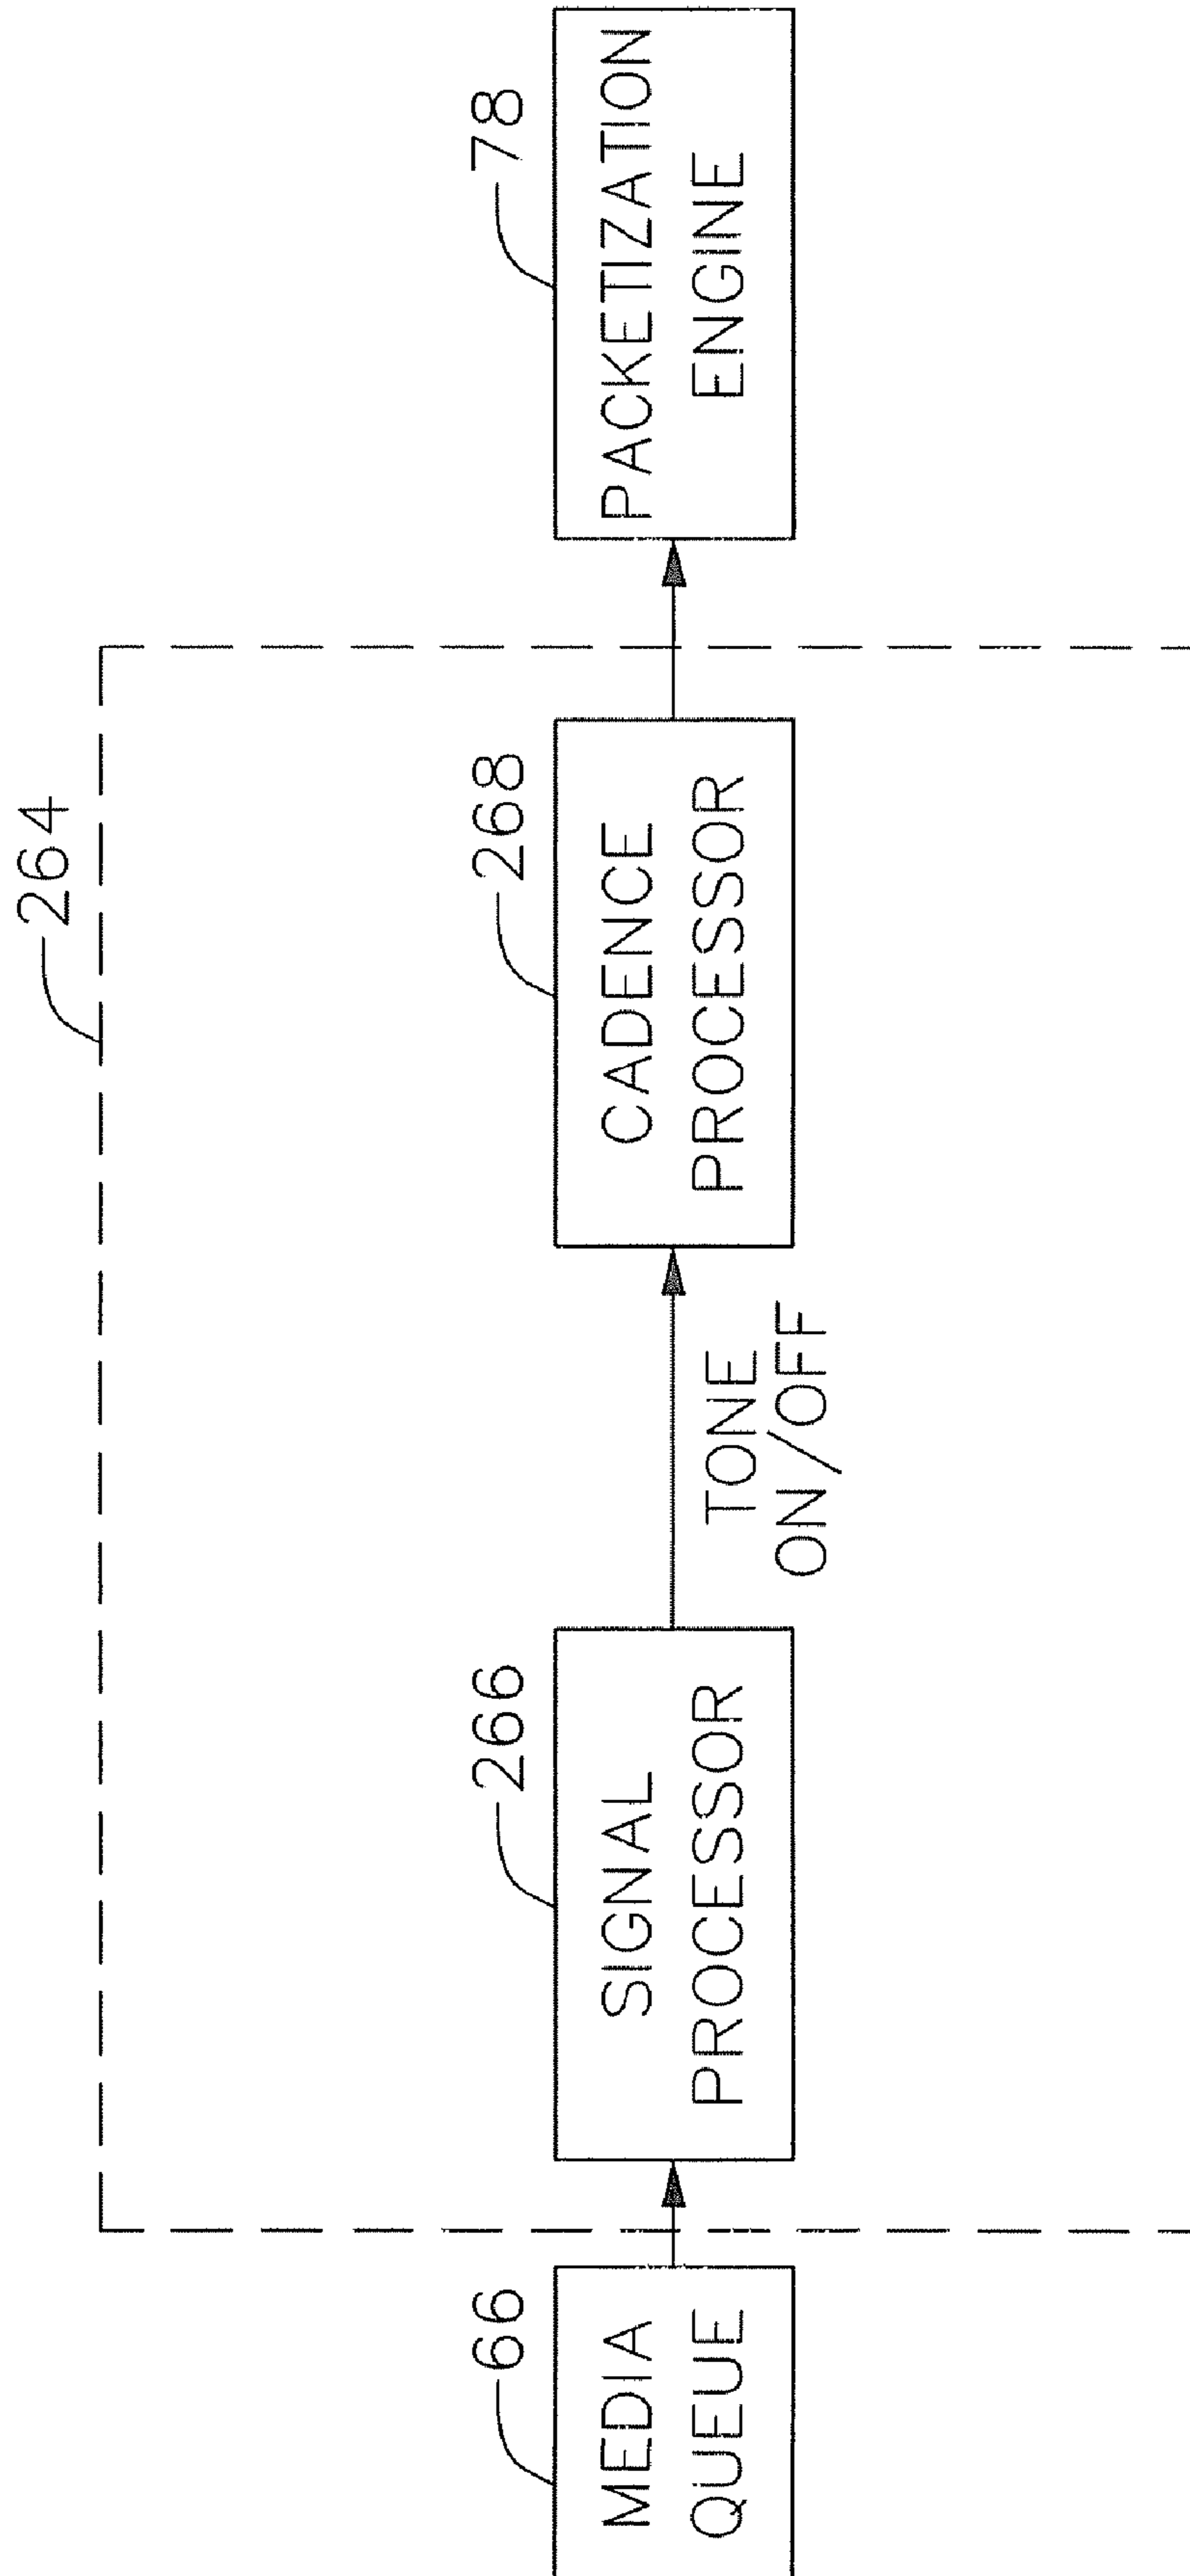 264
66
MEDIA
QUEUE
266
SIGNAL
PROCESSOR
TONE
ON/OFF
268
CADENCE
PROCESSOR
78
PACKETIZATION
ENGINE